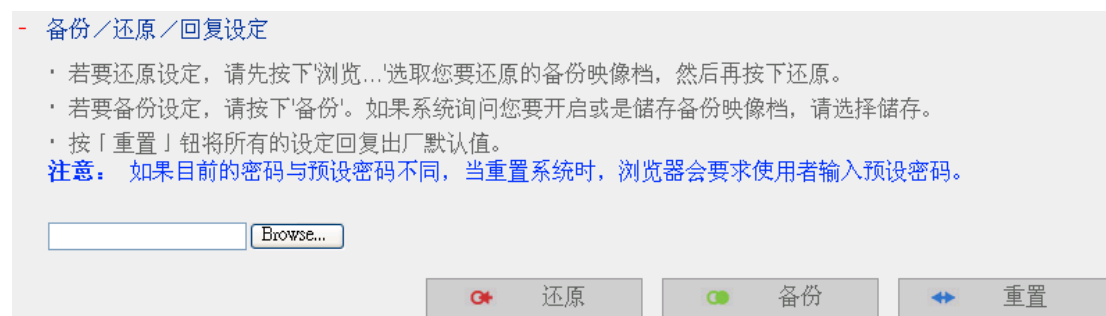 - 备份／还原／回复设定
· 若要还原设定，请先按下'浏览...'选取您要还原的备份映像档，然后再按下还原。
· 若要备份设定，请按下'备份'。如果系统询问您要开启或是储存备份映像档，请选择储存。
· 按「重置」钮将所有的设定回复出厂默认值。
注意： 如果目前的密码与预设密码不同，当重置系统时，浏览器会要求使用者输入预设密码。
Browse...
还原 备份 重置